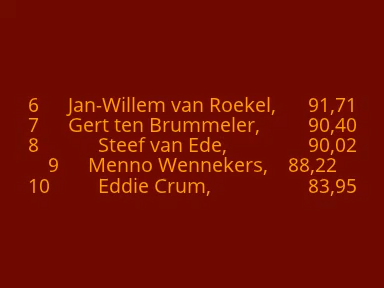 6 Jan-Willem van Roekel, 91,71
7 Gert ten Brummeler, 90,40
8 Steef van Ede, 90,02
9 Menno Wennekers, 88,22
10 Eddie Crum, 83,95